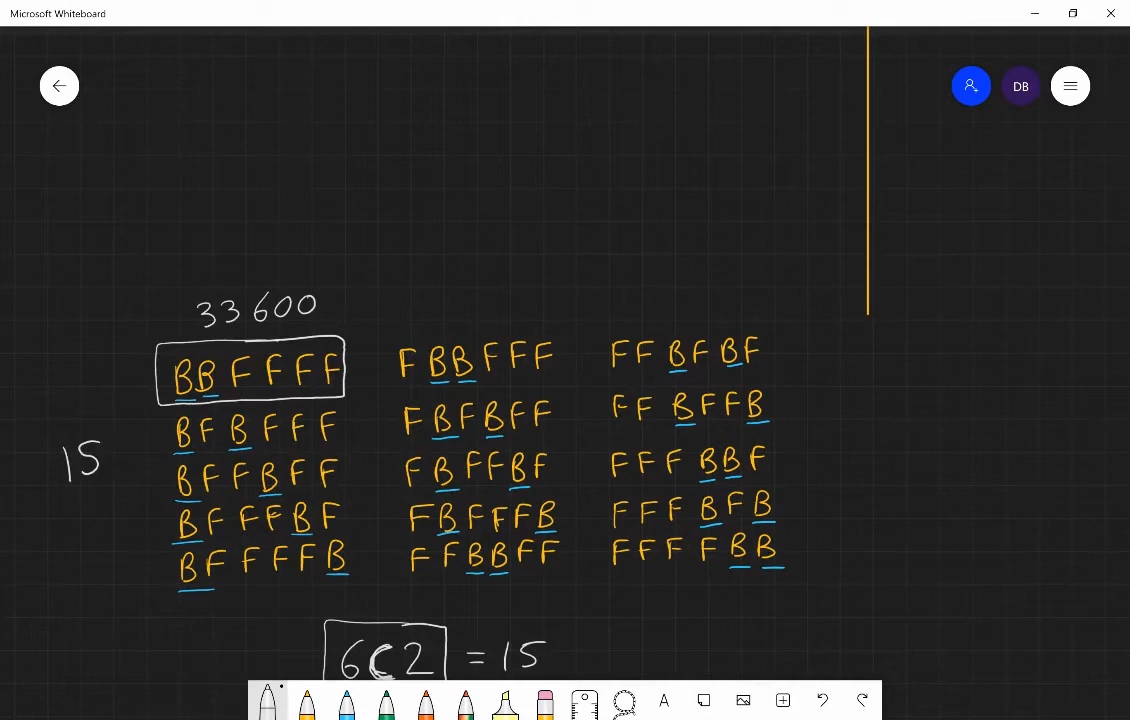 Microsoft Whiteboard
DB
33600
BBFFFF
FBBFFF
FFBFBF
BFBFFF
FBFBFF
FFBFFB
15
BFFBFF
FBFFBF
FFFBBF
BFFFBF
FBFFFB
FFFBFB
BFFFFB
FFBBFF
FFFFBB
6C2 = 15
A